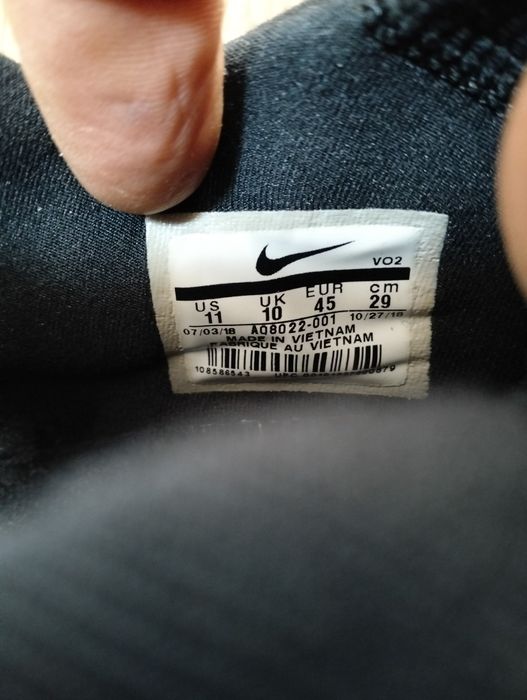 VO2
US UK EUR cm
11 10 45 29
07/03/18 AO8022-001 10/27/18
MADE IN VIETNAM
FABRIQUE AU VIETNAM
108586543